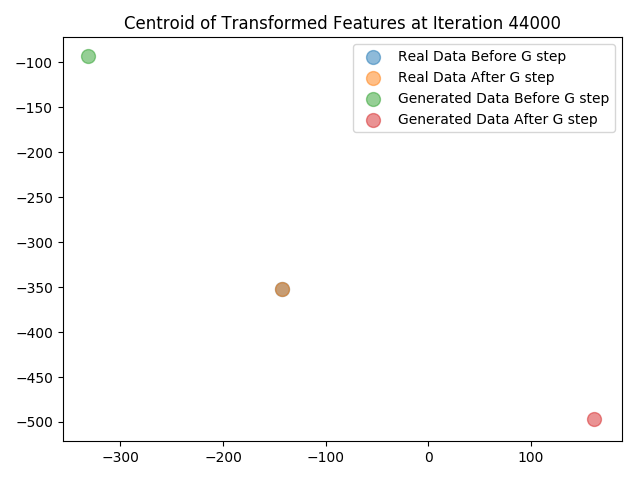 Centroid of Transformed Features at Iteration 44000
Real Data Before G step
Real Data After G step
Generated Data Before G step
Generated Data After G step
−100
−150
−200
−250
−300
−350
−400
−450
−500
−300
−200
−100
0
100